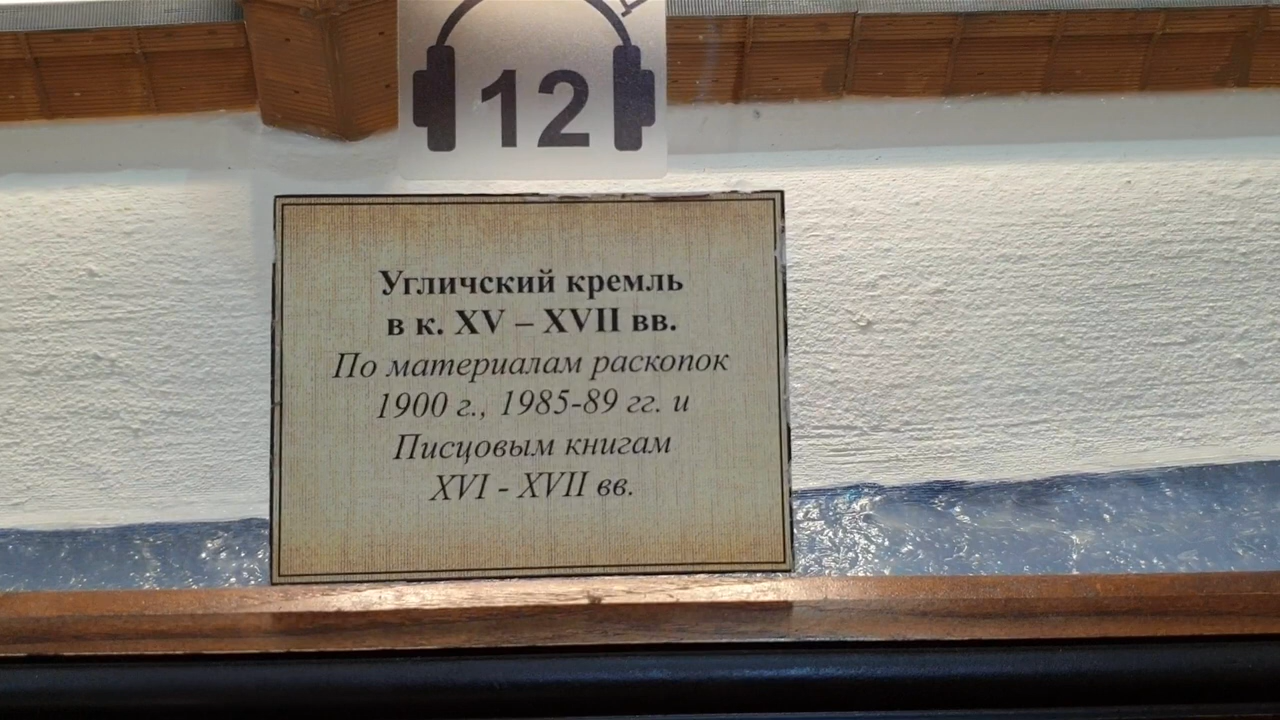 12
Угличский кремль
в к. XV – XVII вв.
По материалам раскопок
1900 г., 1985-89 гг. и
Писцовым книгам
XVI - XVII вв.